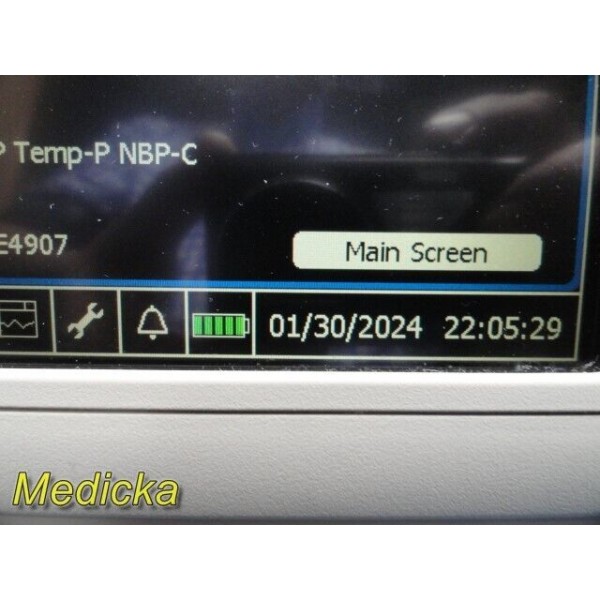 P Temp-P NBP-C
E4907
Main Screen
01/30/2024 22:05:29
Medicka